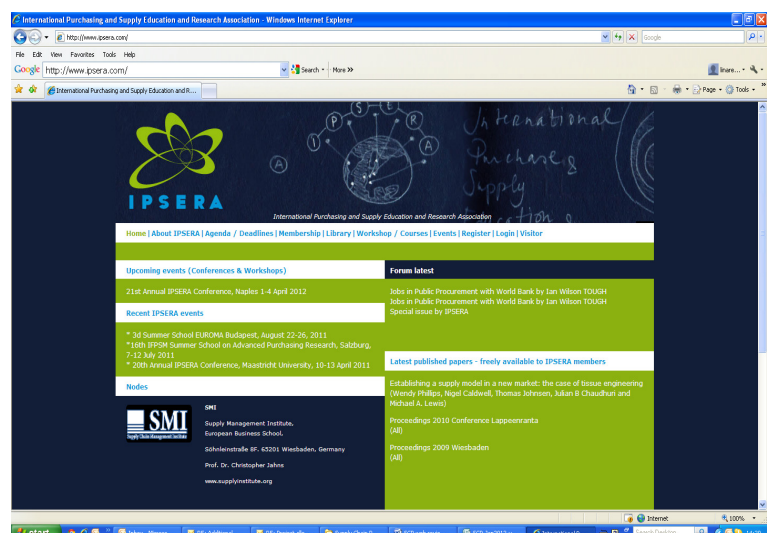 International Purchasing and Supply Education and Research Association - Windows Internet Explorer
http://www.ipsera.com/
Google
File Edit View Favorites Tools Help
Google http://www.ipsera.com/ Search More >>
International Purchasing and Supply Education and R...
Page Tools
I P S E R A
A
International
Purchasing
Supply
Education
IPSERA
International Purchasing and Supply Education and Research Association
Home | About IPSERA | Agenda / Deadlines | Membership | Library | Workshop / Courses | Events | Register | Login | Visitor
Upcoming events (Conferences & Workshops)
21st Annual IPSERA Conference, Naples 1-4 April 2012
Recent IPSERA events
* 3d Summer School EUROMA Budapest, August 22-26, 2011
*16th IFPSM Summer School on Advanced Purchasing Research, Salzburg,
7-12 July 2011
* 20th Annual IPSERA Conference, Maastricht University, 10-13 April 2011
Nodes
SMI
Supply Chain Management Institute
SMI
Supply Management Institute,
European Business School,
Söhnleinstraße 8F. 65201 Wiesbaden, Germany
Prof. Dr. Christopher Jahns
www.supplyinstitute.org
Forum latest
Jobs in Public Procurement with World Bank by Ian Wilson TOUGH
Jobs in Public Procurement with World Bank by Ian Wilson TOUGH
Special issue by IPSERA
Latest published papers - freely available to IPSERA members
Establishing a supply model in a new market: the case of tissue engineering
(Wendy Phillips, Nigel Caldwell, Thomas Johnsen, Julian B Chaudhuri and
Michael A. Lewis)
Proceedings 2010 Conference Lappeenranta
(All)
Proceedings 2009 Wiesbaden
(All)
Internet 100%
start